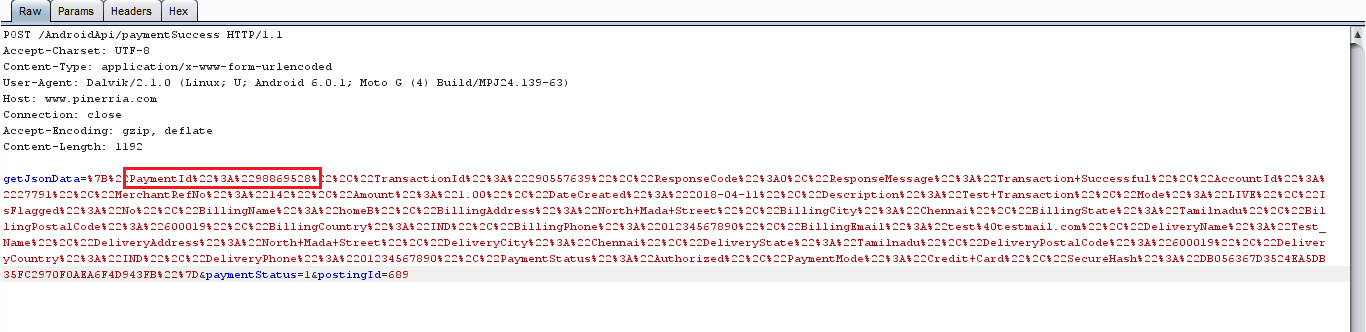 Raw Params Headers Hex
POST /AndroidApi/paymentSuccess HTTP/1.1
Accept-Charset: UTF-8
Content-Type: application/x-www-form-urlencoded
User-Agent: Dalvik/2.1.0 (Linux; U; Android 6.0.1; Moto G (4) Build/MPJ24.139-63)
Host: www.pinerria.com
Connection: close
Accept-Encoding: gzip, deflate
Content-Length: 1192
getJsonData=%7B%22PaymentId%22%3A%2298869528%22%2C%22TransactionId%22%3A%22290557639%22%2C%22ResponseCode%22%3A0%2C%22ResponseMessage%22%3A%22Transaction+Successful%22%2C%22AccountId%22%3A%
2227791%22%2C%22MerchantRefNo%22%3A%22142%22%2C%22Amount%22%3A%221.00%22%2C%22DateCreated%22%3A%22018-04-11%22%2C%22Description%22%3A%22Test+Transaction%22%2C%22Mode%22%3A%22LIVE%22%2C%22I
sFlagged%22%3A%22No%22%2C%22BillingName%22%3A%22homeB%22%2C%22BillingAddress%22%3A%22North+Mada+Street%22%2C%22BillingCity%22%3A%22Chennai%22%2C%22BillingState%22%3A%22Tamilnadu%22%2C%22Bil
lingPostalCode%22%3A%22600019%22%2C%22BillingCountry%22%3A%22IND%22%2C%22BillingPhone%22%3A%2201234567890%22%2C%22BillingEmail%22%3A%22test%40testmail.com%22%2C%22DeliveryName%22%3A%22Test_
Name%22%2C%22DeliveryAddress%22%3A%22North+Mada+Street%22%2C%22DeliveryCity%22%3A%22Chennai%22%2C%22DeliveryState%22%3A%22Tamilnadu%22%2C%22DeliveryPostalCode%22%3A%22600019%22%2C%22Deliver
yCountry%22%3A%22IND%22%2C%22DeliveryPhone%22%3A%2201234567890%22%2C%22PaymentStatus%22%3A%22Authorized%22%2C%22PaymentMode%22%3A%22Credit+Card%22%2C%22SecureHash%22%3A%22DB056367D3524EA5DB
35FC2970F0AEA6F4D943FB%22%7D&paymentStatus=1&postingId=689